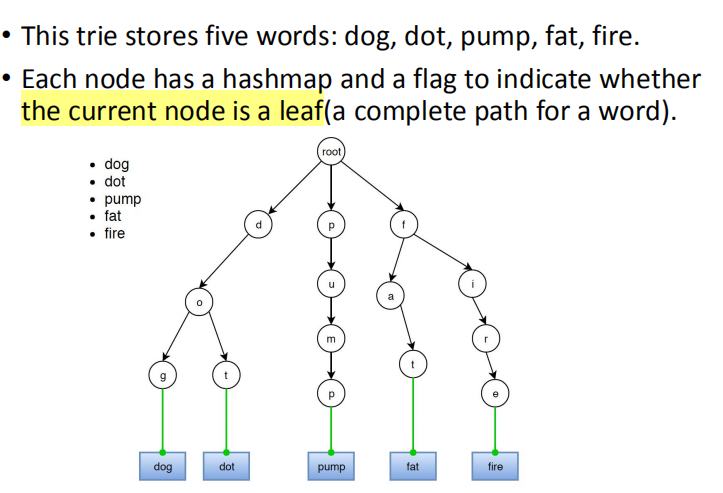 • This trie stores five words: dog, dot, pump, fat, fire.
• Each node has a hashmap and a flag to indicate whether
the current node is a leaf(a complete path for a word).
• dog
• dot
• pump
• fat
• fire
root
d
p
f
u
i
a
o
m
r
t
g
t
p
e
dog
dot
pump
fat
fire